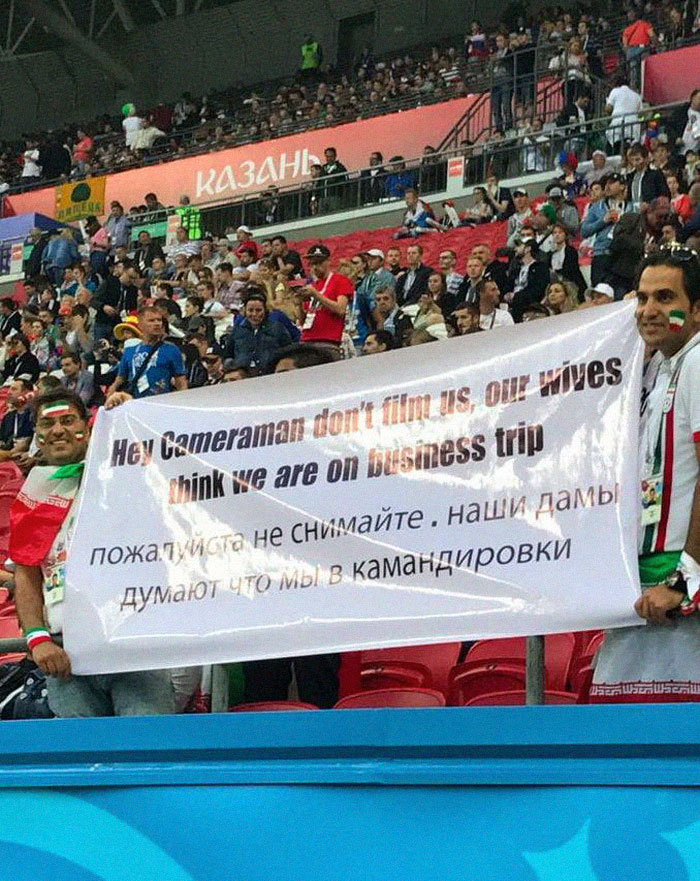 КАЗАНЬ
Hey Cameraman don't film us, our wives
think we are on business trip
пожалуйста не снимайте . наши дамы
думают что мы в камандировки